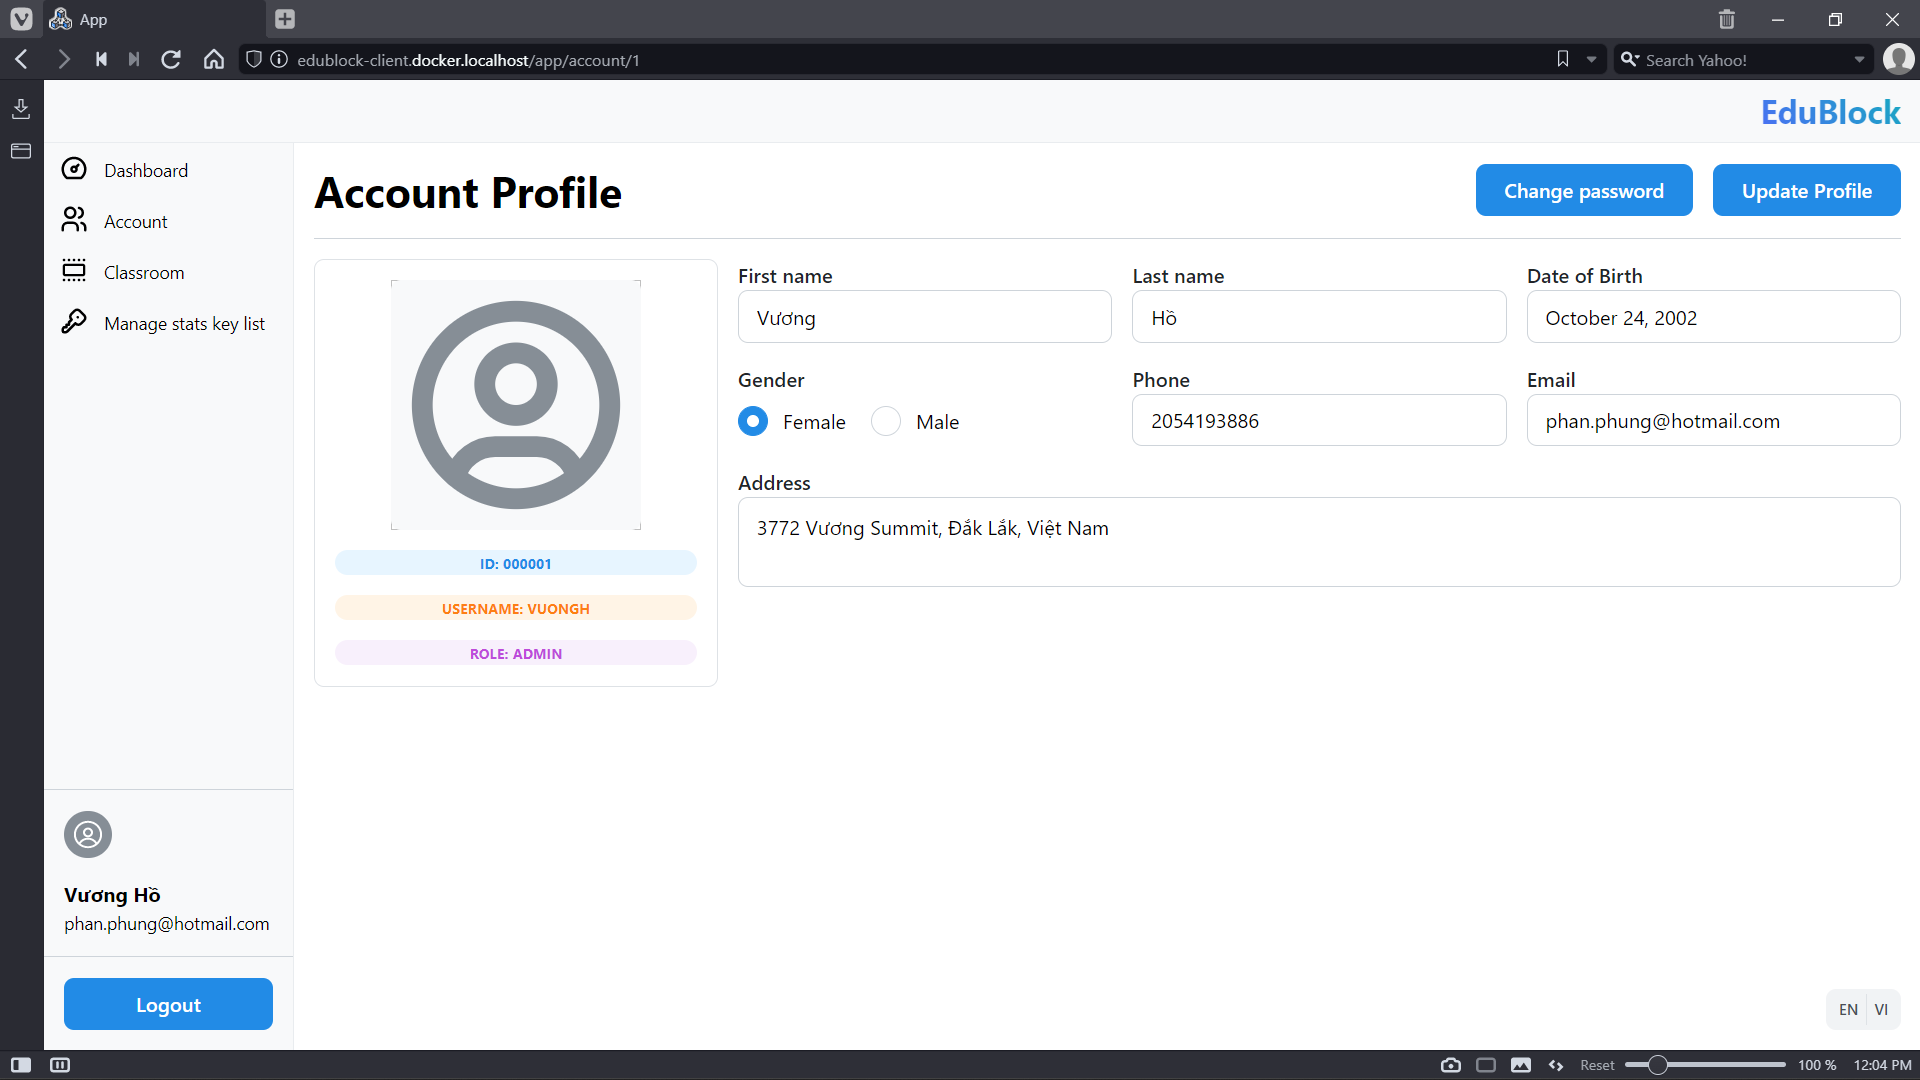 App
edublock-client.docker.localhost/app/account/1
Search Yahoo!
EduBlock
Dashboard
Account
Classroom
Manage stats key list
Account Profile
Change password
Update Profile
ID: 000001
USERNAME: VUONGH
ROLE: ADMIN
First name
Vương
Last name
Hồ
Date of Birth
October 24, 2002
Gender
Female
Male
Phone
2054193886
Email
phan.phung@hotmail.com
Address
3772 Vương Summit, Đắk Lắk, Việt Nam
Vương Hồ
phan.phung@hotmail.com
Logout
EN VI
Reset
100 %
12:04 PM